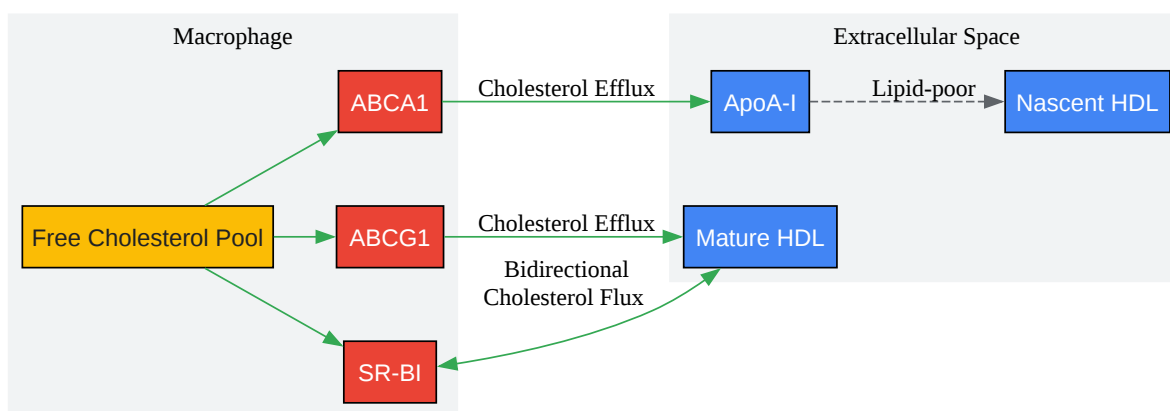 Macrophage
Extracellular Space
ABCA1
Cholesterol Efflux
ApoA-I
Lipid-poor
Nascent HDL
Free Cholesterol Pool
ABCG1
Cholesterol Efflux
Mature HDL
Bidirectional
Cholesterol Flux
SR-BI